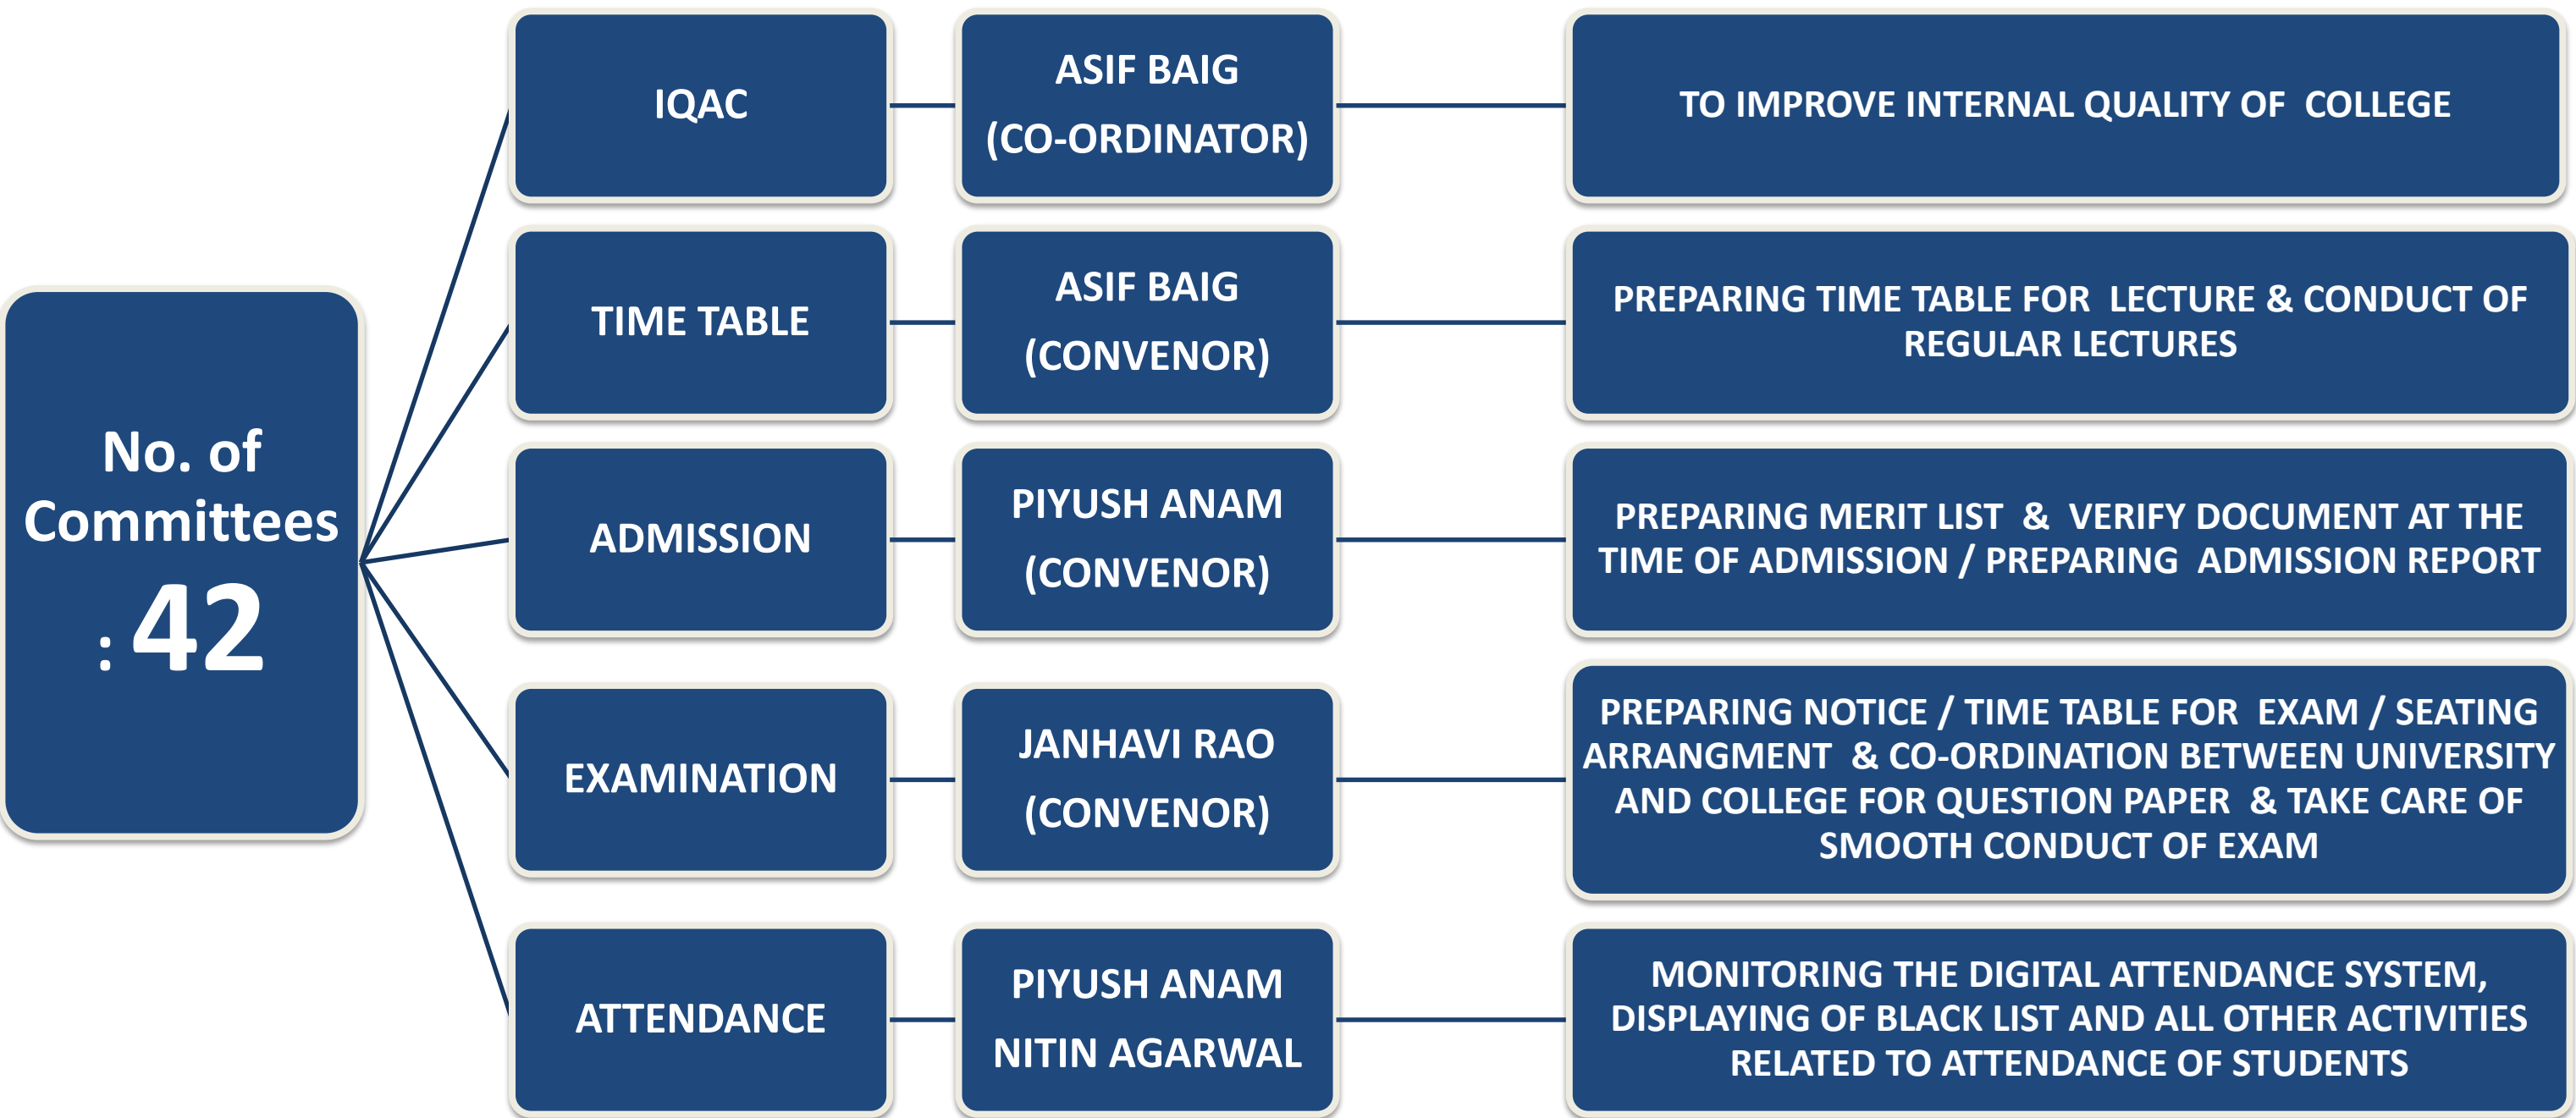 No. of
Committees
: 42
IQAC
ASIF BAIG
(CO-ORDINATOR)
TO IMPROVE INTERNAL QUALITY OF COLLEGE
TIME TABLE
ASIF BAIG
(CONVENOR)
PREPARING TIME TABLE FOR LECTURE & CONDUCT OF
REGULAR LECTURES
ADMISSION
PIYUSH ANAM
(CONVENOR)
PREPARING MERIT LIST & VERIFY DOCUMENT AT THE
TIME OF ADMISSION / PREPARING ADMISSION REPORT
EXAMINATION
JANHAVI RAO
(CONVENOR)
PREPARING NOTICE / TIME TABLE FOR EXAM / SEATING
ARRANGMENT & CO-ORDINATION BETWEEN UNIVERSITY
AND COLLEGE FOR QUESTION PAPER & TAKE CARE OF
SMOOTH CONDUCT OF EXAM
ATTENDANCE
PIYUSH ANAM
NITIN AGARWAL
MONITORING THE DIGITAL ATTENDANCE SYSTEM,
DISPLAYING OF BLACK LIST AND ALL OTHER ACTIVITIES
RELATED TO ATTENDANCE OF STUDENTS